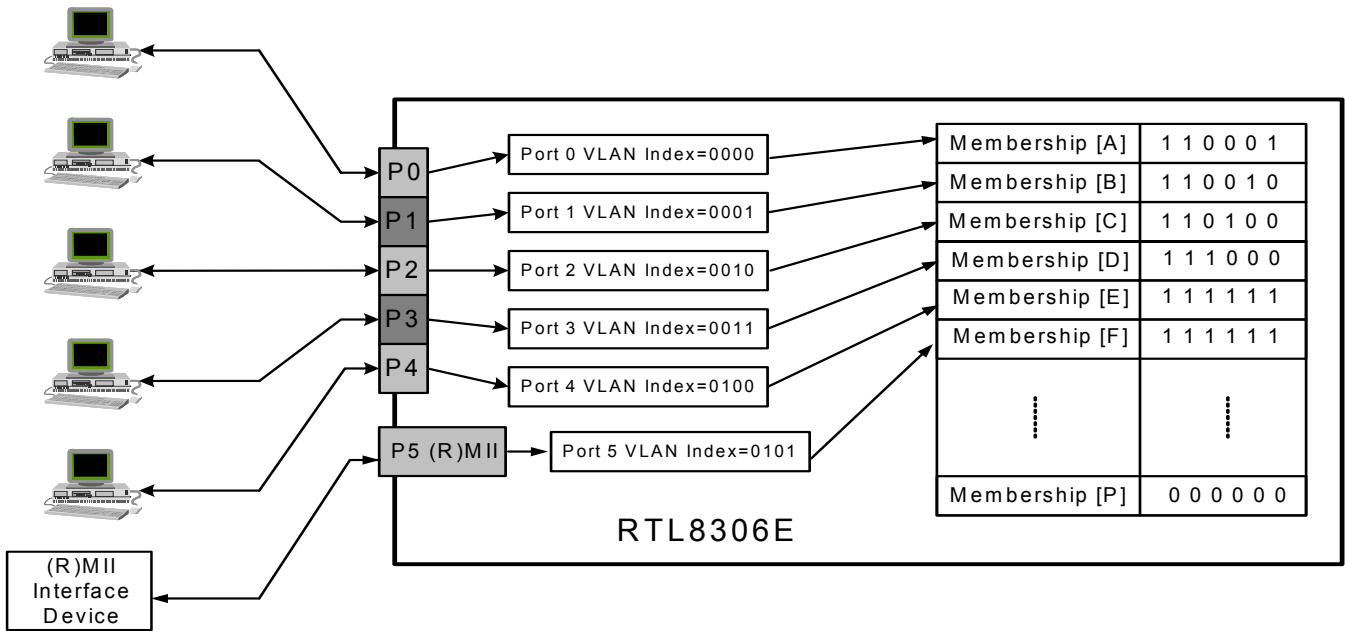 P0
P1
P2
P3
P4
P5 (R)MII
Port 0 VLAN Index=0000
Port 1 VLAN Index=0001
Port 2 VLAN Index=0010
Port 3 VLAN Index=0011
Port 4 VLAN Index=0100
Port 5 VLAN Index=0101
Membership [A] 1 1 0 0 0 1
Membership [B] 1 1 0 0 1 0
Membership [C] 1 1 0 1 0 0
Membership [D] 1 1 1 0 0 0
Membership [E] 1 1 1 1 1 1
Membership [F] 1 1 1 1 1 1
Membership [P] 0 0 0 0 0 0
RTL8306E
(R)MII
Interface
Device